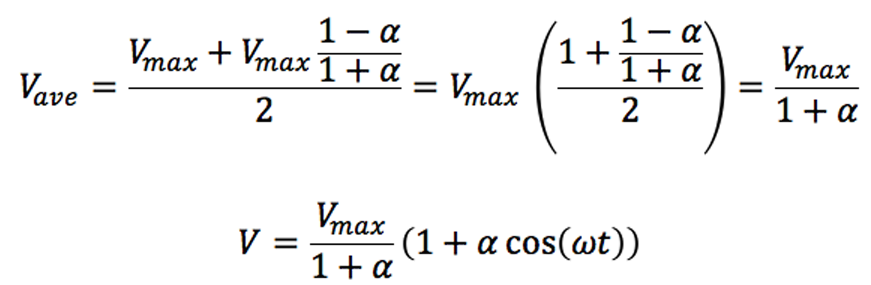 V_ave = (V_max + V_max (1 − α)/(1 + α))/2 = V_max ((1 + (1 − α)/(1 + α))/2) = V_max/(1 + α)
V = V_max/(1 + α) (1 + α cos(ωt))